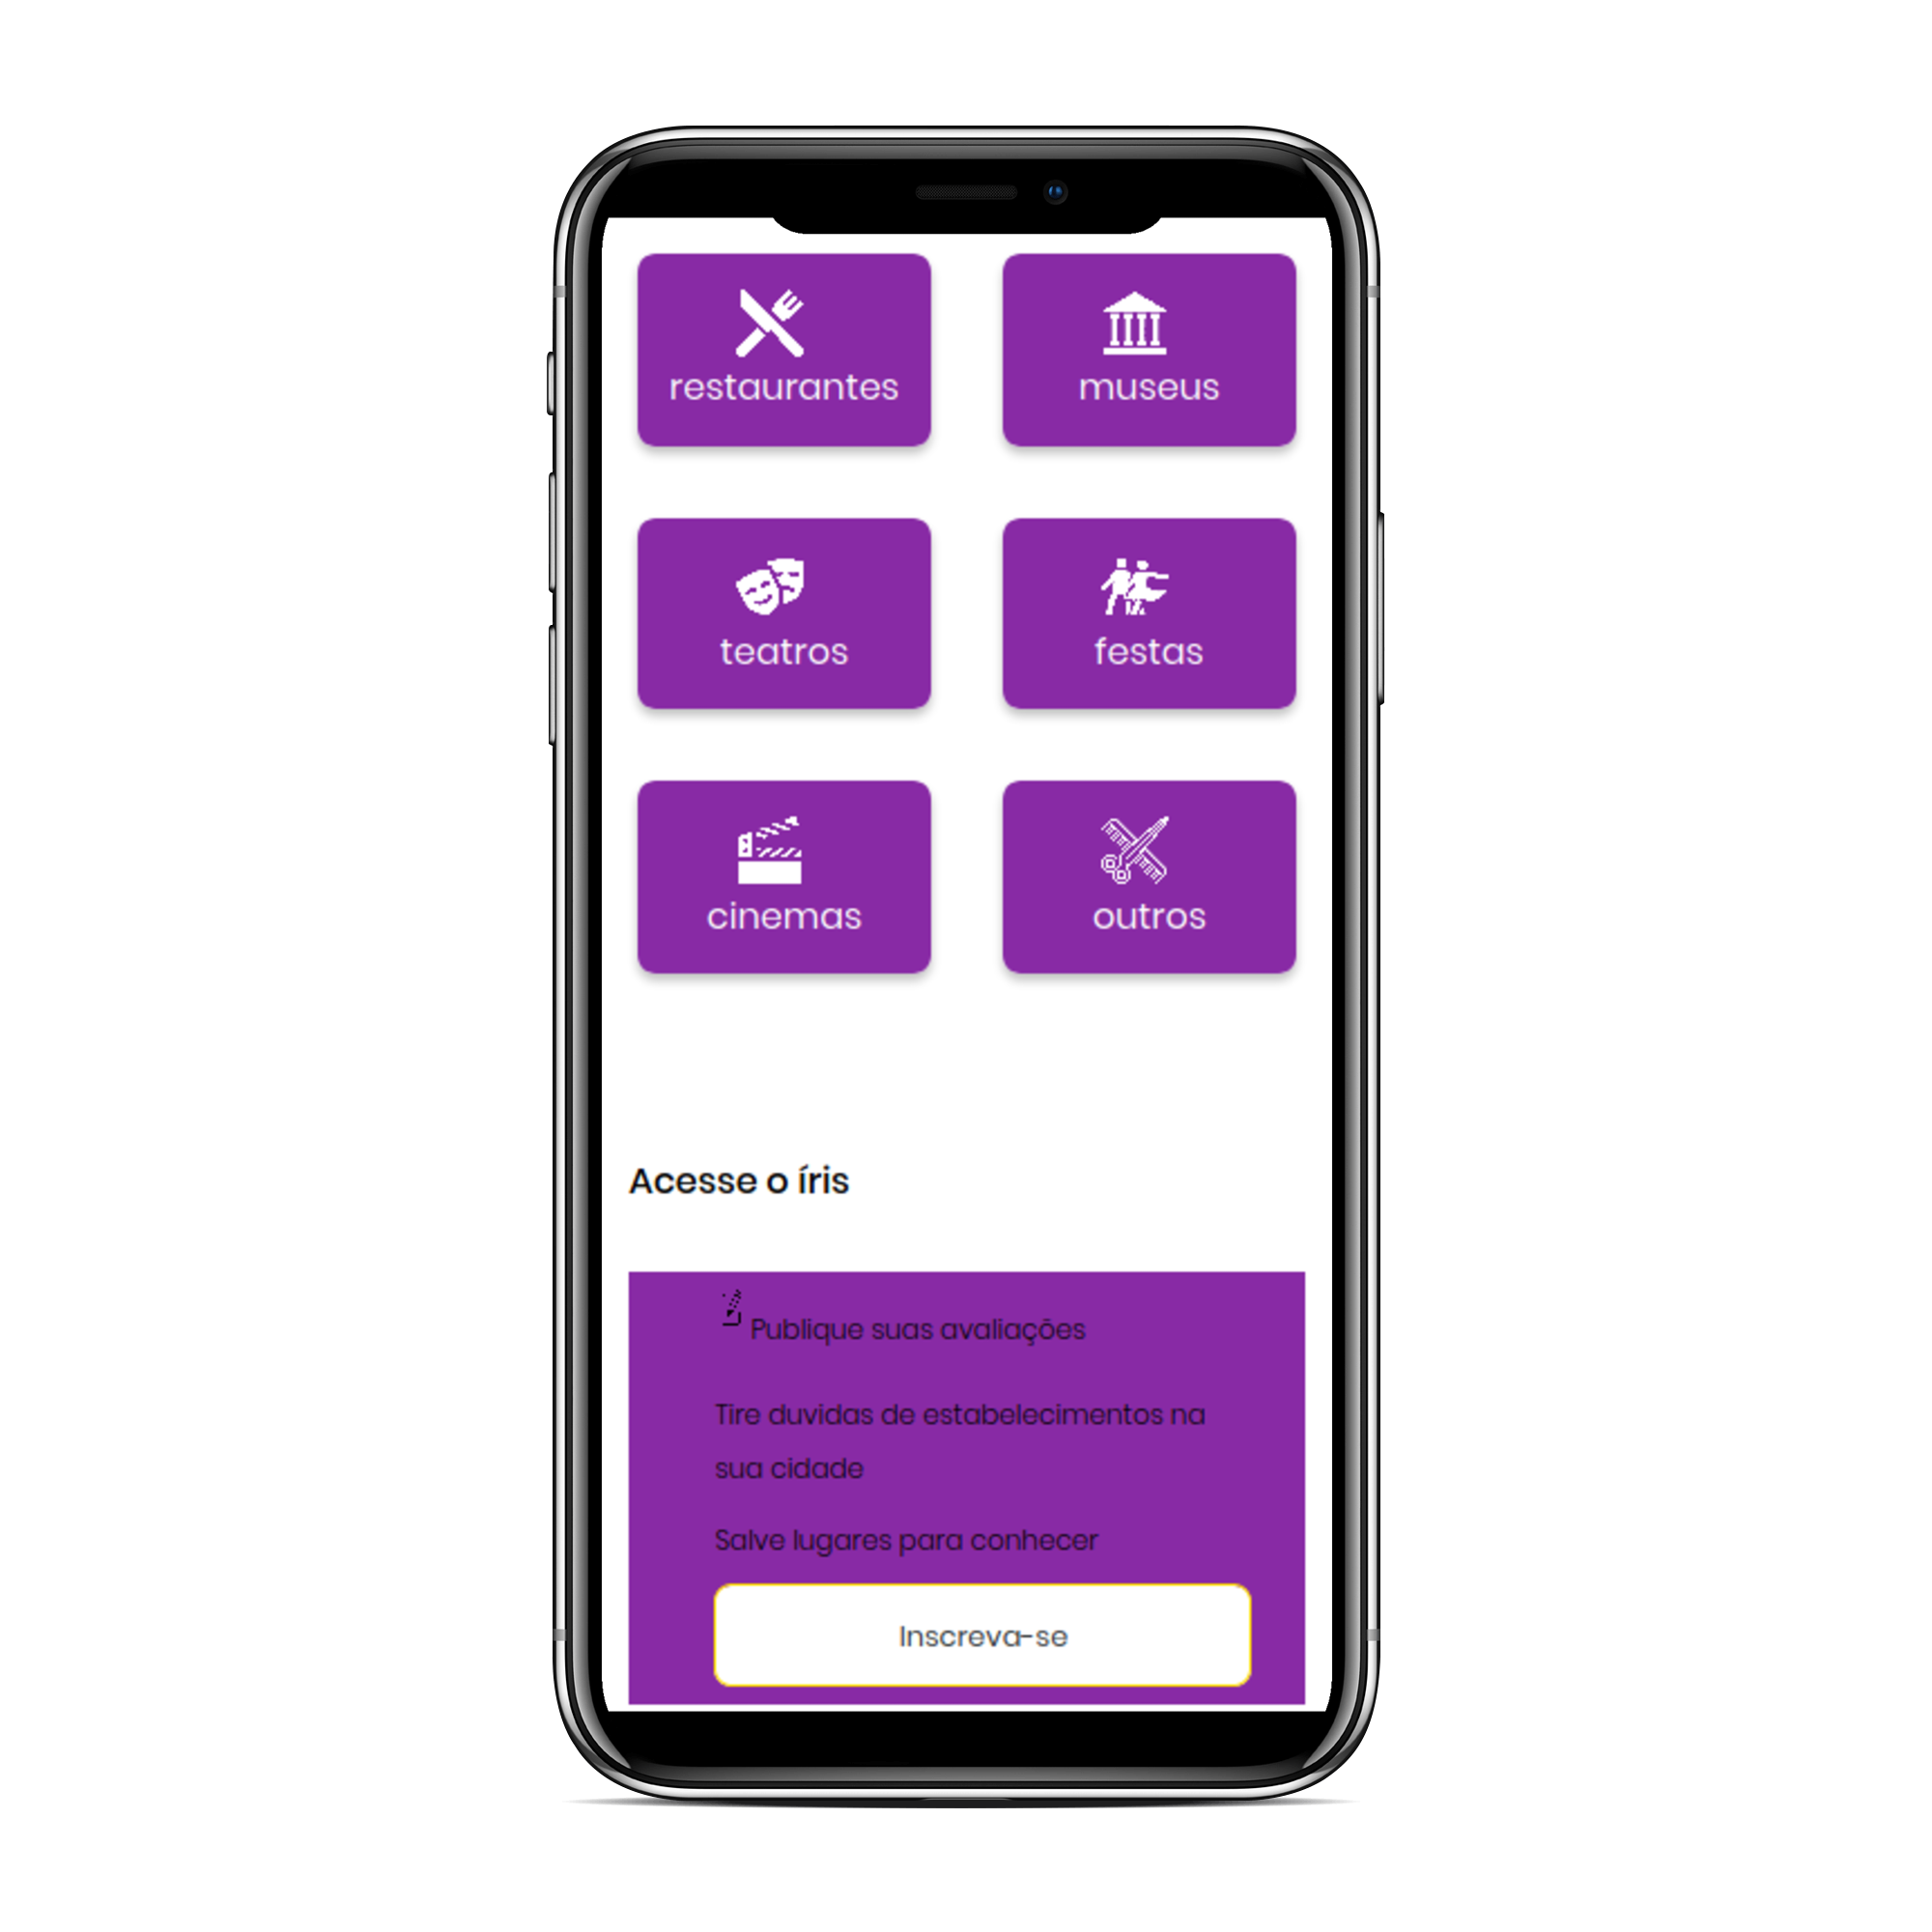 restaurantes
museus
teatros
festas
cinemas
outros
Acesse o íris
Publique suas avaliações
Tire duvidas de estabelecimentos na
sua cidade
Salve lugares para conhecer
Inscreva-se